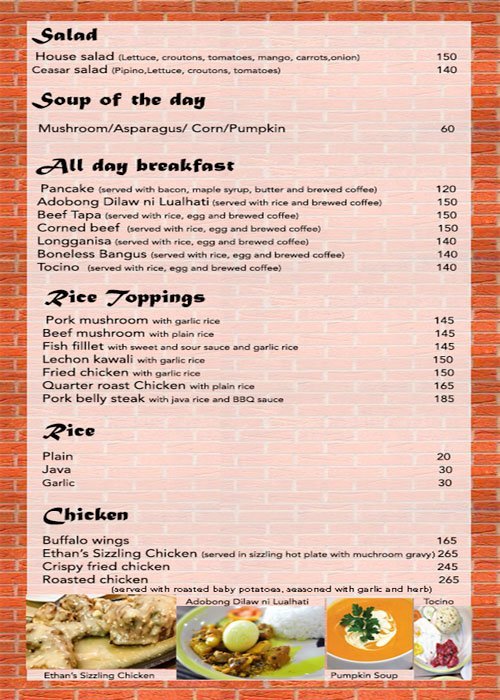 Salad
House salad (Lettuce, croutons, tomatoes, mango, carrots,onion) 150
Ceasar salad (Pipino,Lettuce, croutons, tomatoes) 140
Soup of the day
Mushroom/Asparagus/ Corn/Pumpkin 60
All day breakfast
Pancake (served with bacon, maple syrup, butter and brewed coffee) 120
Adobong Dilaw ni Lualhati (served with rice and brewed coffee) 150
Beef Tapa (served with rice, egg and brewed coffee) 150
Corned beef (served with rice, egg and brewed coffee) 150
Longganisa (served with rice, egg and brewed coffee) 140
Boneless Bangus (served with rice, egg and brewed coffee) 140
Tocino (served with rice, egg and brewed coffee) 140
Rice Toppings
Pork mushroom with garlic rice 145
Beef mushroom with plain rice 145
Fish filllet with sweet and sour sauce and garlic rice 145
Lechon kawali with garlic rice 150
Fried chicken with garlic rice 150
Quarter roast Chicken with plain rice 165
Pork belly steak with java rice and BBQ sauce 185
Rice
Plain 20
Java 30
Garlic 30
Chicken
Buffalo wings 165
Ethan's Sizzling Chicken (served in sizzling hot plate with muchroom gravy) 265
Crispy fried chicken 245
Roasted chicken 265
(served with roasted baby potatoes, seasoned with garlic and herb)
Adobong Dilaw ni Lualhati Tocino
Ethan's Sizzling Chicken Pumpkin Soup